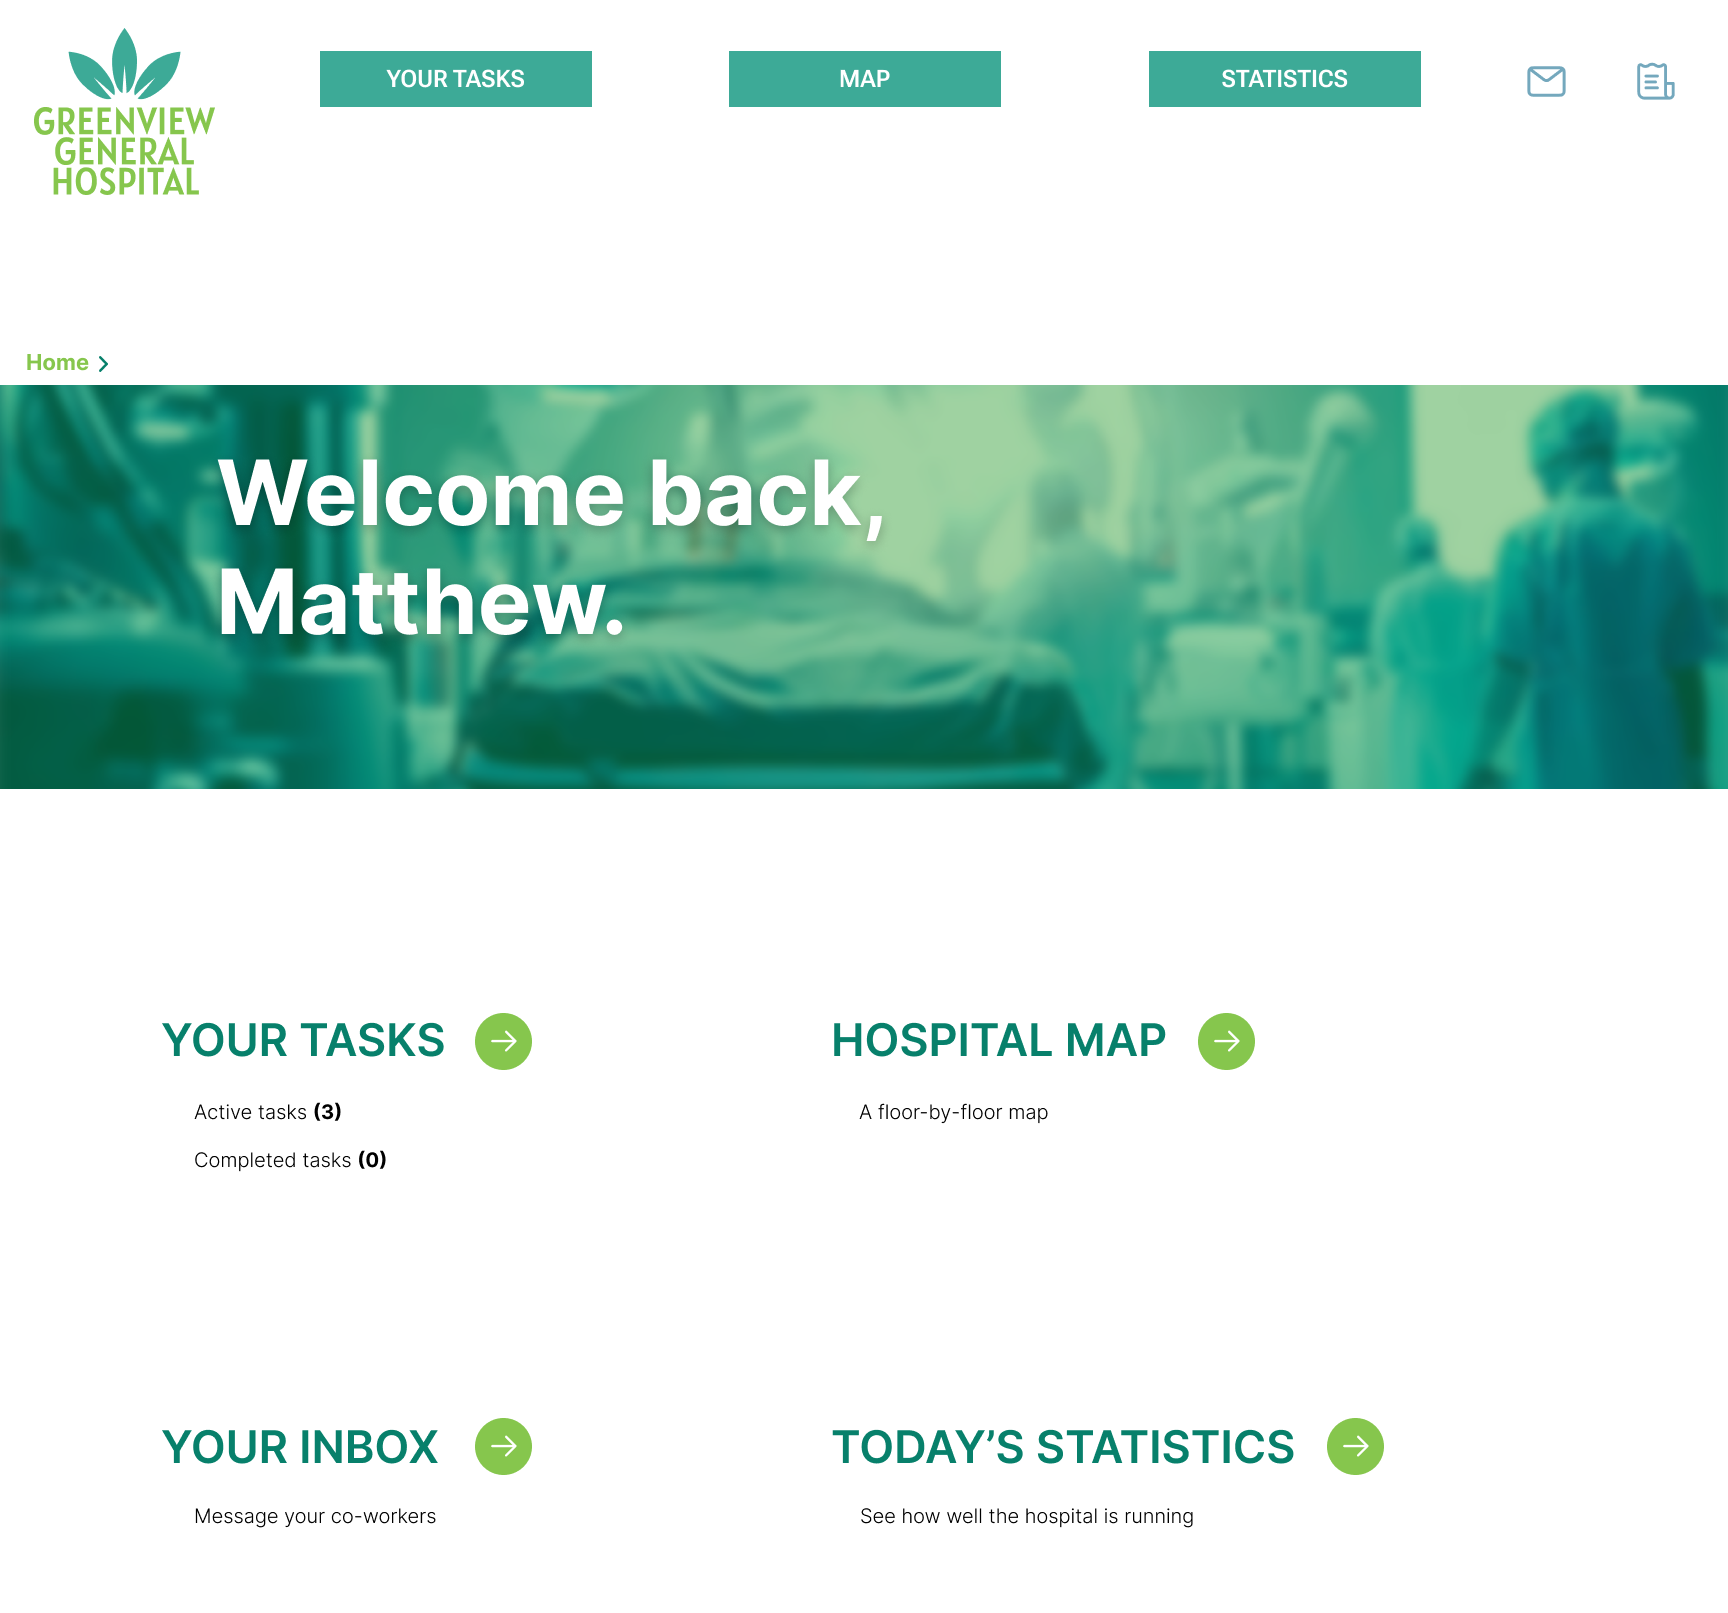 GREENVIEW
GENERAL
HOSPITAL
YOUR TASKS
MAP
STATISTICS
Home
Welcome back,
Matthew.
YOUR TASKS
Active tasks (3)
Completed tasks (0)
HOSPITAL MAP
A floor-by-floor map
YOUR INBOX
Message your co-workers
TODAY’S STATISTICS
See how well the hospital is running